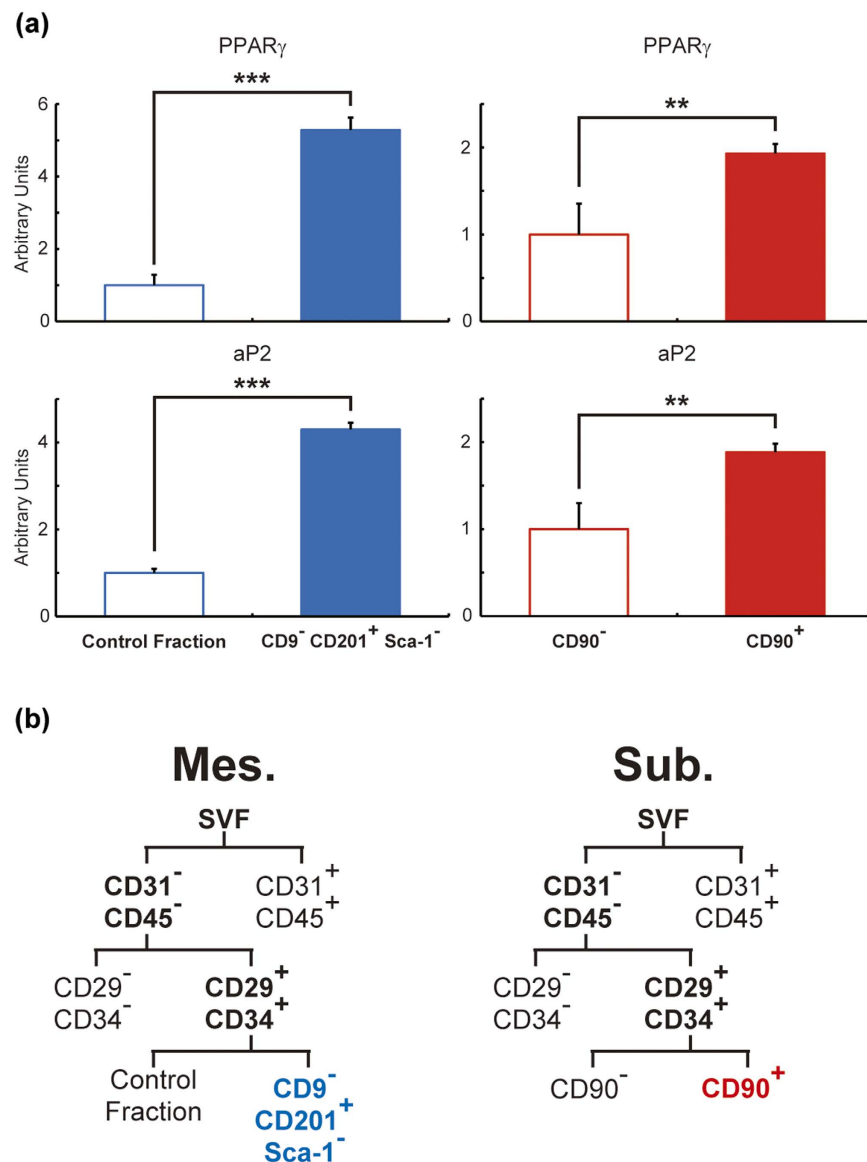 (a)
PPARγ
***
6
4
2
0
Arbitrary Units
PPARγ
**
2
1
0
aP2
***
4
2
0
Arbitrary Units
Control Fraction
CD9⁻ CD201⁺ Sca-1⁻
aP2
**
2
1
0
CD90⁻
CD90⁺
(b)
Mes.
SVF
CD31⁻
CD45⁻
CD31⁺
CD45⁺
CD29⁻
CD34⁻
CD29⁺
CD34⁺
Control
Fraction
CD9⁻
CD201⁺
Sca-1⁻
Sub.
SVF
CD31⁻
CD45⁻
CD31⁺
CD45⁺
CD29⁻
CD34⁻
CD29⁺
CD34⁺
CD90⁻
CD90⁺